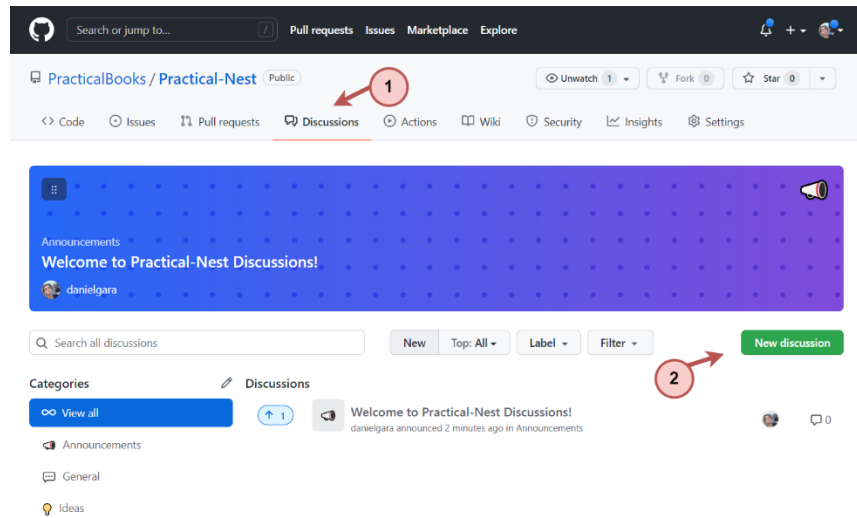 Search or jump to... / Pull requests Issues Marketplace Explore
PracticalBooks / Practical-Nest Public 1 Unwatch 1 Fork 0 Star 0
Code Issues Pull requests Discussions Actions Wiki Security Insights Settings
Announcements
Welcome to Practical-Nest Discussions!
danielgara
Search all discussions New Top: All Label Filter New discussion
2
Categories Discussions
View all 1 Welcome to Practical-Nest Discussions!
danielgara announced 2 minutes ago in Announcements 0
Announcements
General
Ideas